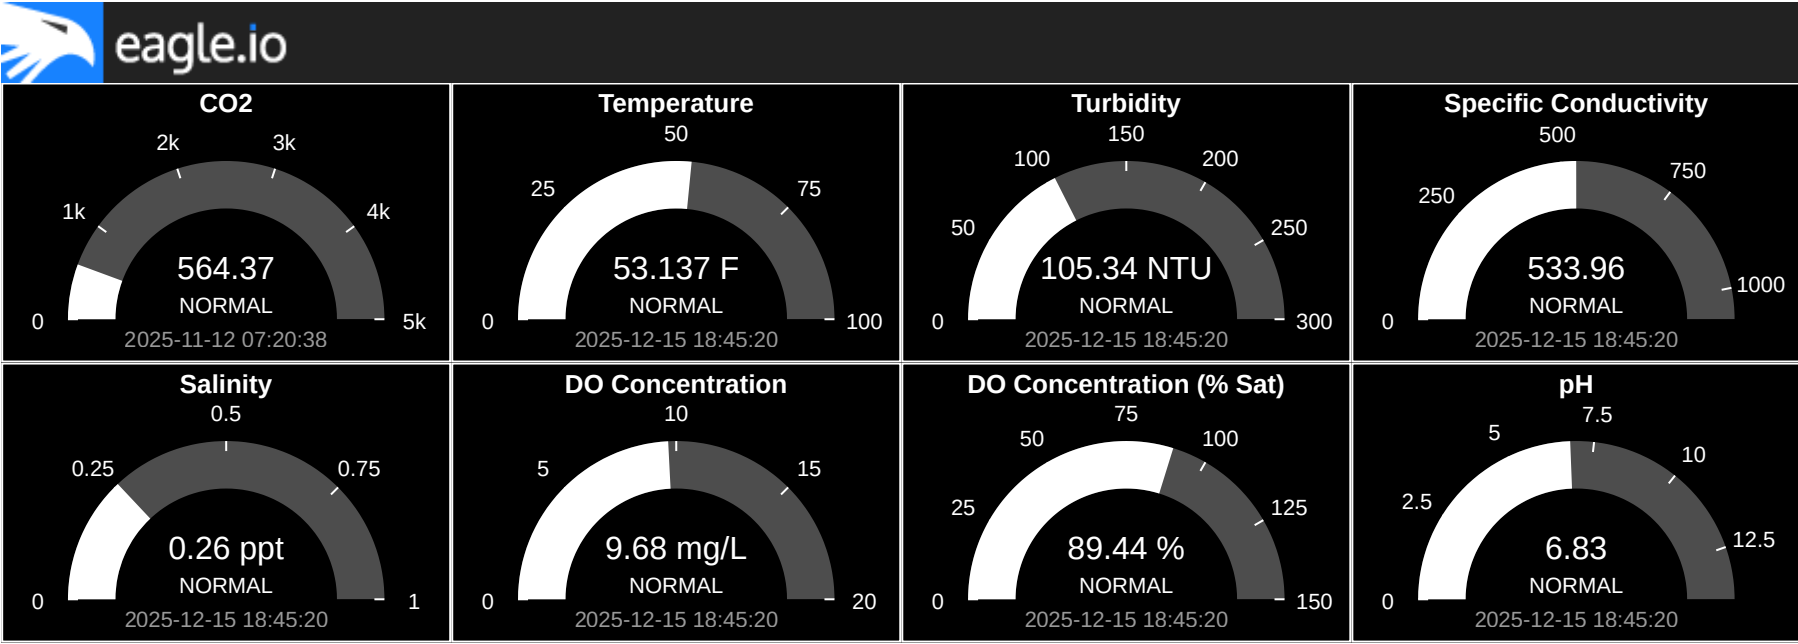 eagle.io
CO2
2k
3k
1k
4k
564.37
NORMAL
0
5k
2025-11-12 07:20:38
Temperature
50
25
75
53.137 F
NORMAL
0
100
2025-12-15 18:45:20
Turbidity
150
100
200
50
250
105.34 NTU
NORMAL
0
300
2025-12-15 18:45:20
Specific Conductivity
500
750
250
533.96
1000
NORMAL
0
2025-12-15 18:45:20
Salinity
0.5
0.25
0.75
0.26 ppt
NORMAL
0
1
2025-12-15 18:45:20
DO Concentration
10
5
15
9.68 mg/L
NORMAL
0
20
2025-12-15 18:45:20
DO Concentration (% Sat)
75
50
100
25
125
89.44 %
NORMAL
0
150
2025-12-15 18:45:20
pH
7.5
5
10
2.5
12.5
6.83
NORMAL
0
2025-12-15 18:45:20